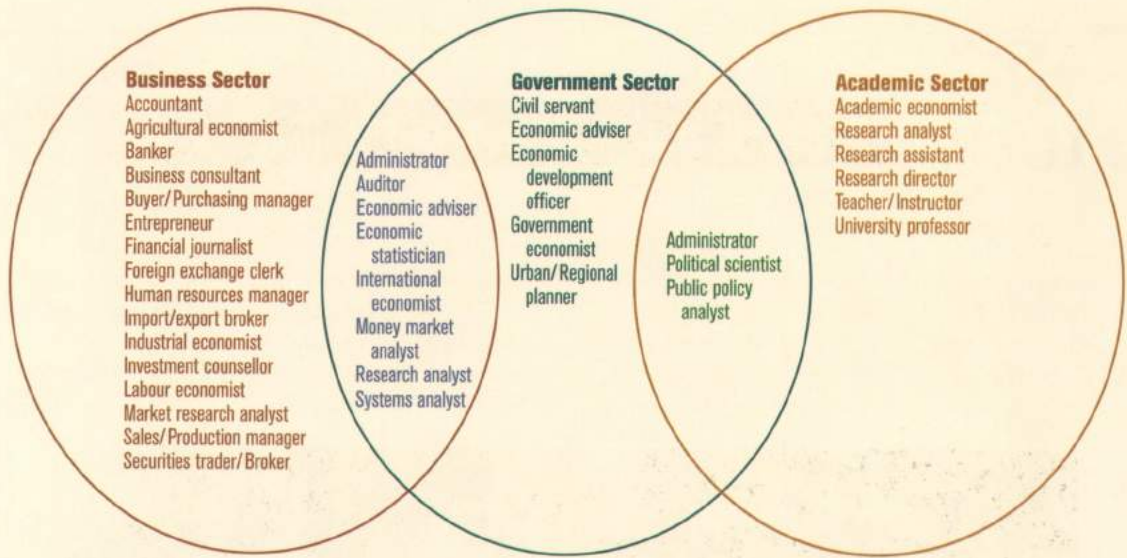 Business Sector
Accountant
Agricultural economist
Banker
Business consultant
Buyer/Purchasing manager
Entrepreneur
Financial journalist
Foreign exchange clerk
Human resources manager
Import/export broker
Industrial economist
Investment counsellor
Labour economist
Market research analyst
Sales/Production manager
Securities trader/Broker
Administrator
Auditor
Economic adviser
Economic
statistician
International
economist
Money market
analyst
Research analyst
Systems analyst
Government Sector
Civil servant
Economic adviser
Economic
development
officer
Government
economist
Urban/Regional
planner
Administrator
Political scientist
Public policy
analyst
Academic Sector
Academic economist
Research analyst
Research assistant
Research director
Teacher/Instructor
University professor